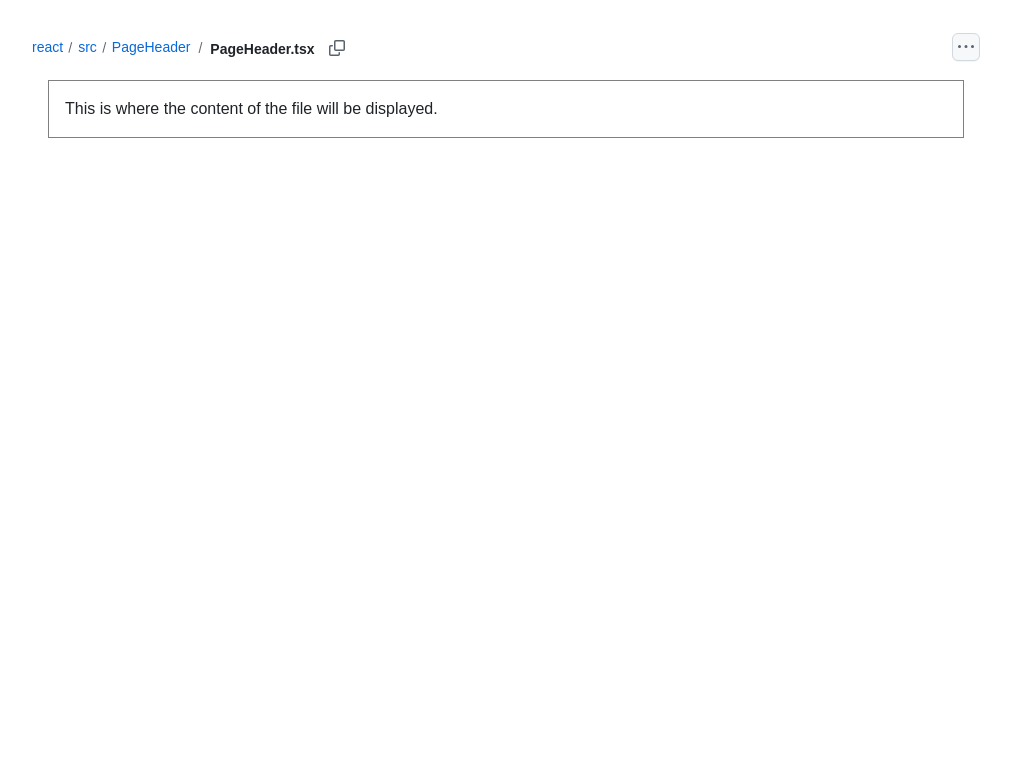 react / src / PageHeader / PageHeader.tsx
This is where the content of the file will be displayed.